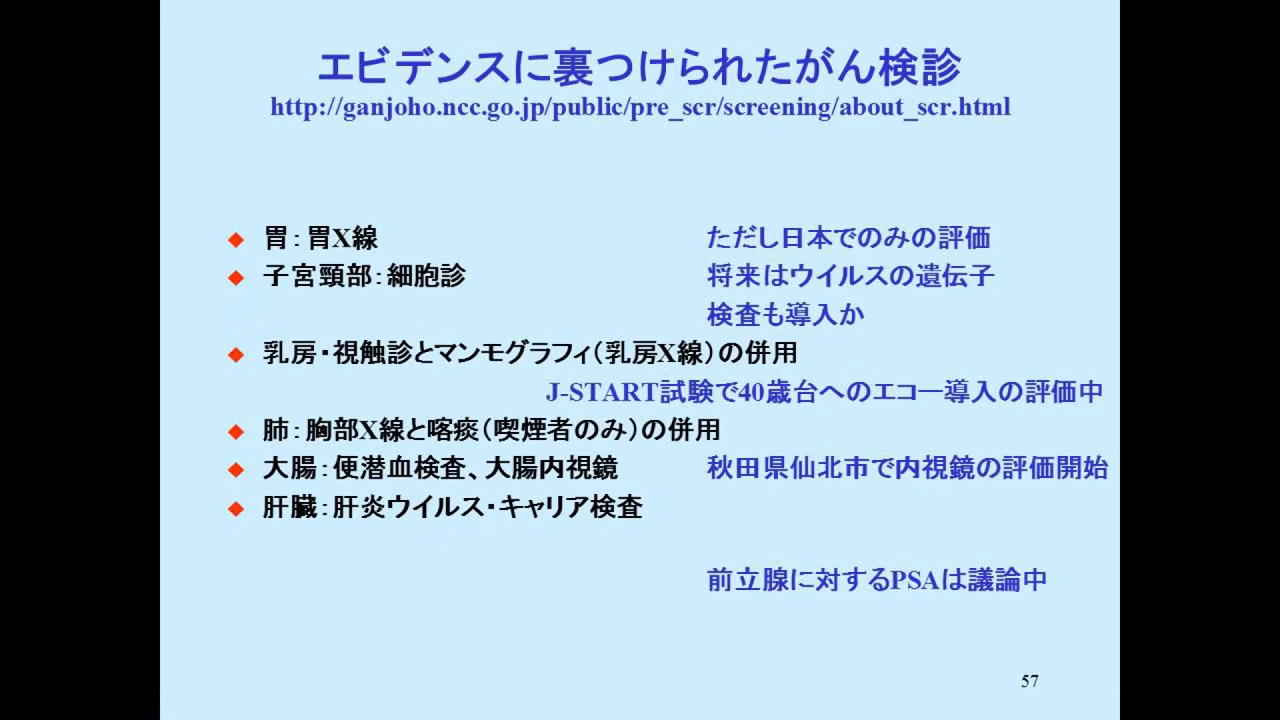 エビデンスに裏つけられたがん検診
http://ganjoho.ncc.go.jp/public/pre_scr/screening/about_scr.html
◆ 胃：胃X線 ただし日本でのみの評価
◆ 子宮頸部：細胞診 将来はウイルスの遺伝子
検査も導入か
◆ 乳房・視触診とマンモグラフィ（乳房X線）の併用
J-START試験で40歳台へのエコー導入の評価中
◆ 肺：胸部X線と喀痰（喫煙者のみ）の併用
◆ 大腸：便潜血検査、大腸内視鏡 秋田県仙北市で内視鏡の評価開始
◆ 肝臓：肝炎ウイルス・キャリア検査
前立腺に対するPSAは議論中
57